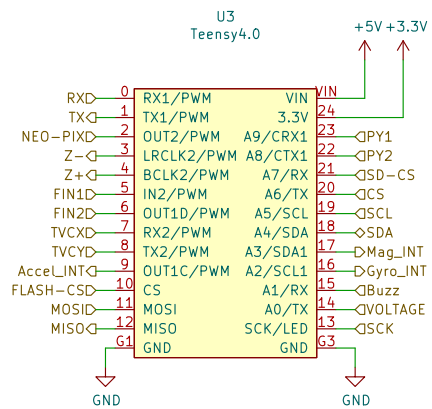 U3
Teensy4.0
+5V +3.3V
0 RX1/PWM VIN VIN
RX
TX 1 TX1/PWM 3.3V 24
NEO-PIX 2 OUT2/PWM A9/CRX1 23 PY1
Z- 3 LRCLK2/PWM A8/CTX1 22 PY2
Z+ 4 BCLK2/PWM A7/RX 21 SD-CS
FIN1 5 IN2/PWM A6/TX 20 CS
FIN2 6 OUT1D/PWM A5/SCL 19 SCL
TVCX 7 RX2/PWM A4/SDA 18 SDA
TVCY 8 TX2/PWM A3/SDA1 17 Mag_INT
Accel_INT 9 OUT1C/PWM A2/SCL1 16 Gyro_INT
FLASH-CS 10 CS A1/RX 15 Buzz
MOSI 11 MOSI A0/TX 14 VOLTAGE
MISO 12 MISO SCK/LED 13 SCK
G1 GND GND G3
GND GND